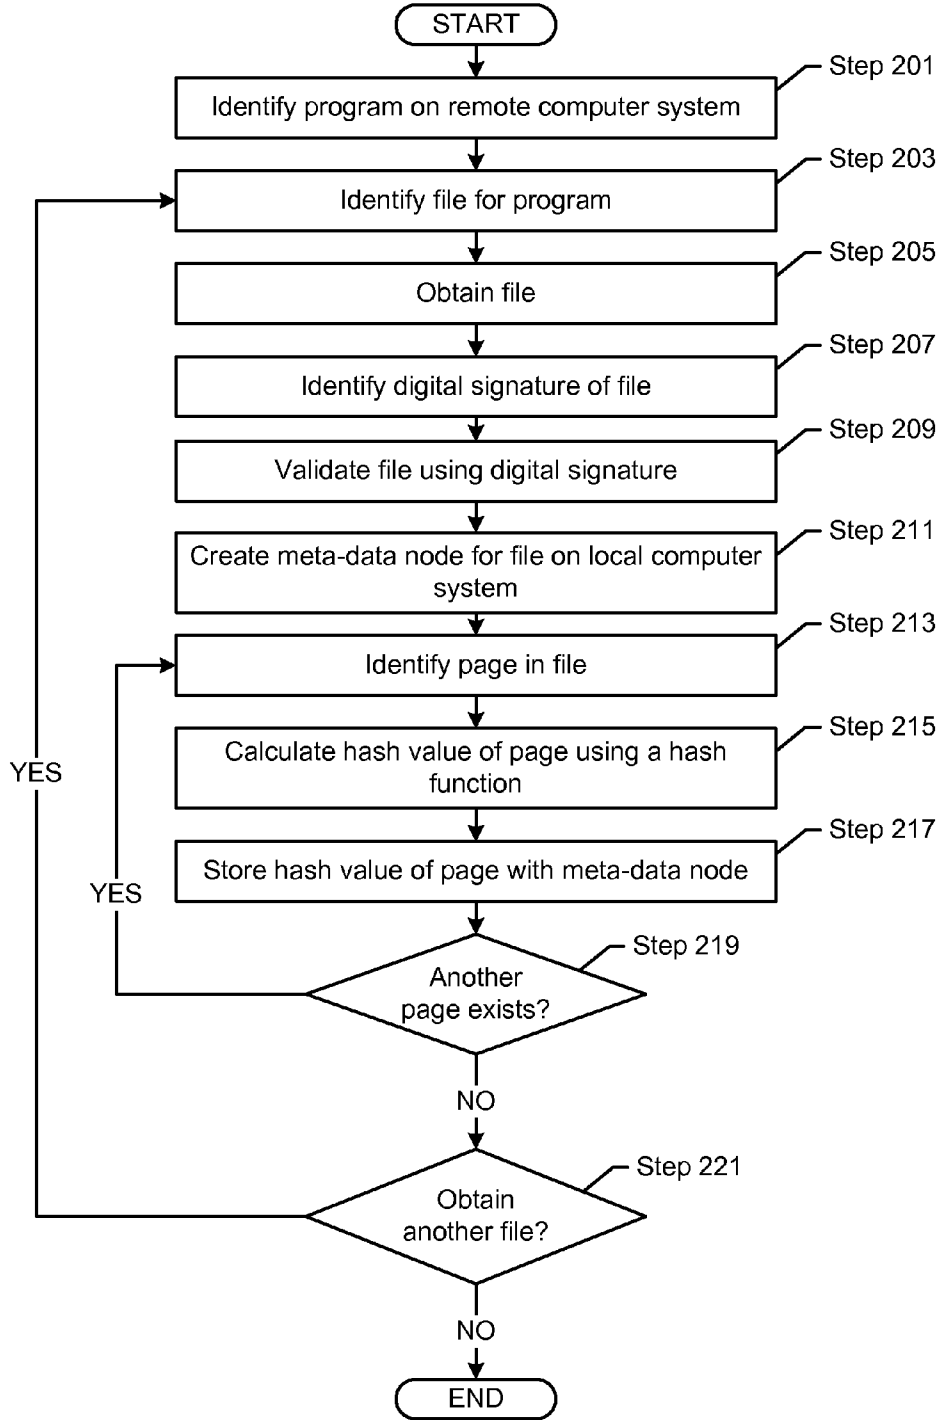 START
Step 201
Identify program on remote computer system
Step 203
Identify file for program
Step 205
Obtain file
Step 207
Identify digital signature of file
Step 209
Validate file using digital signature
Step 211
Create meta-data node for file on local computer
system
Step 213
Identify page in file
Step 215
Calculate hash value of page using a hash
function
YES
Step 217
Store hash value of page with meta-data node
YES
Step 219
Another
page exists?
NO
Step 221
Obtain
another file?
NO
END